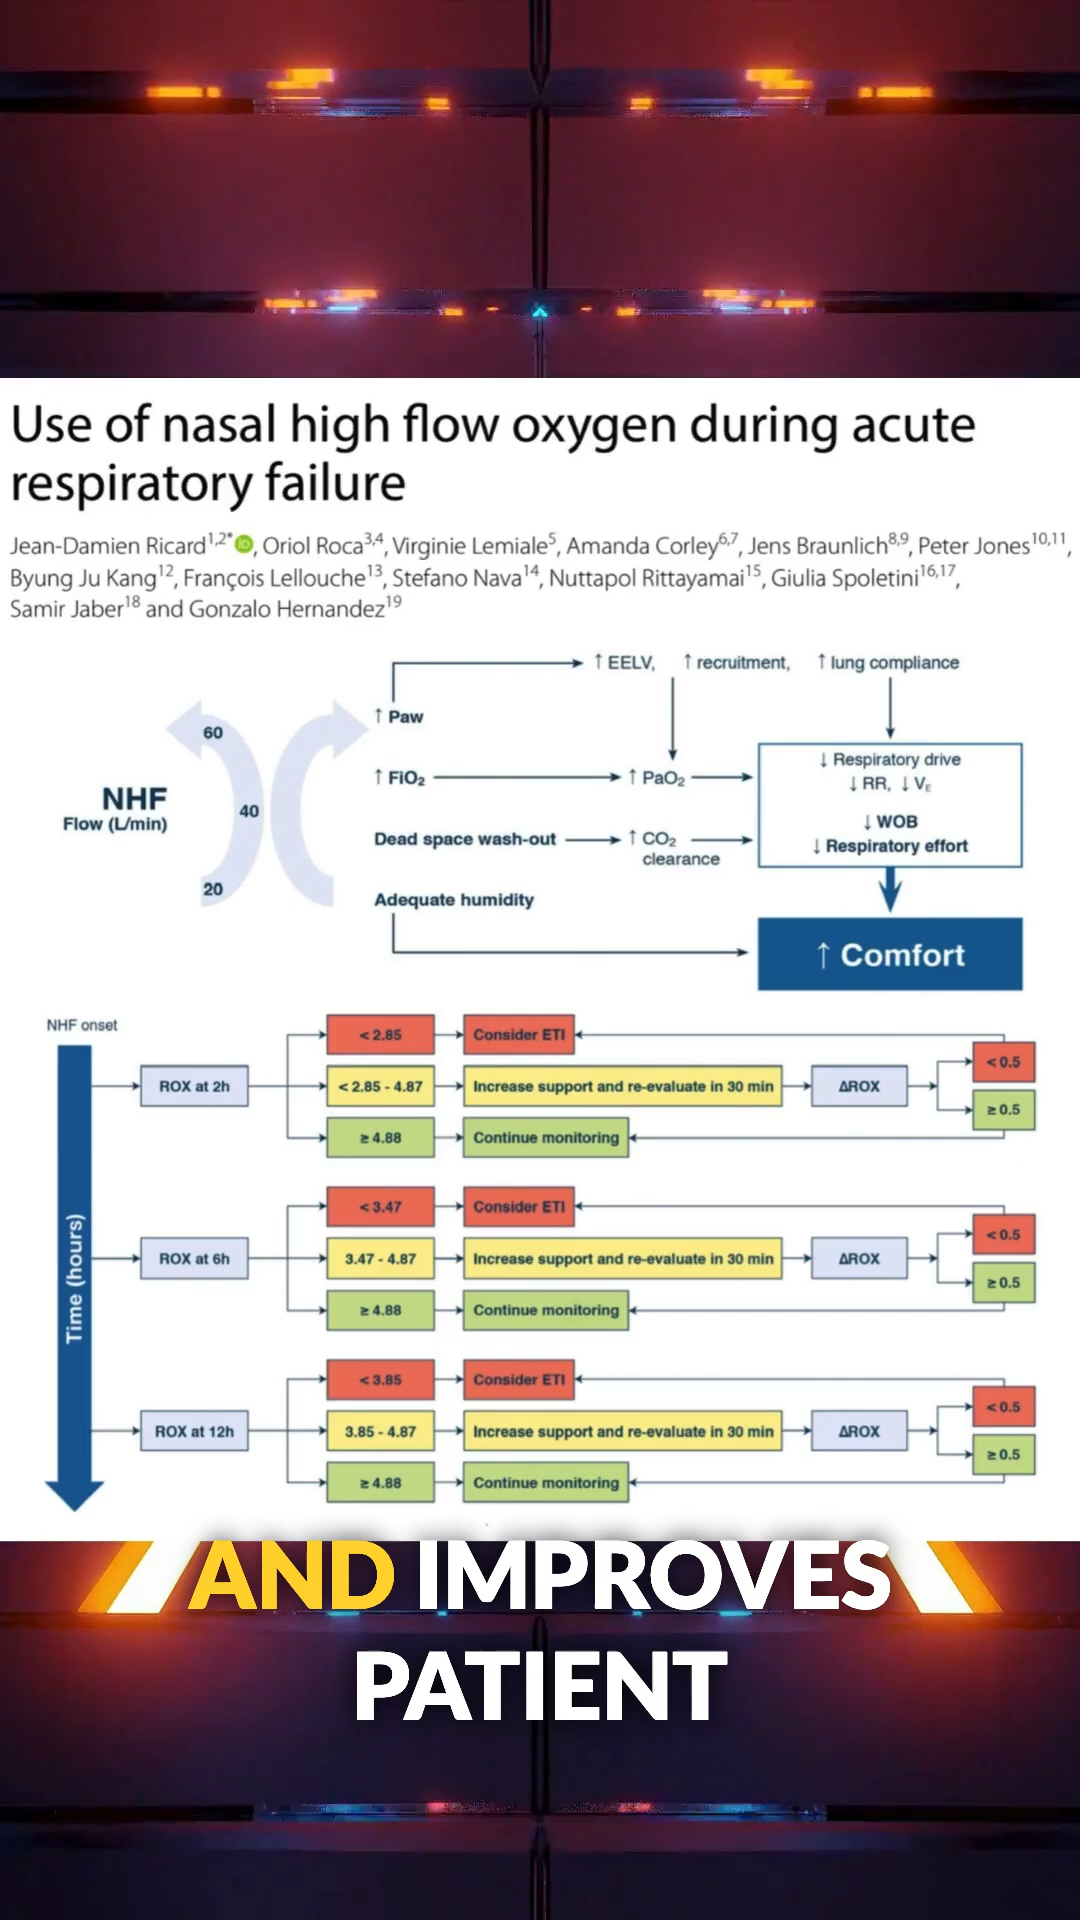 Use of nasal high flow oxygen during acute
respiratory failure
Jean-Damien Ricard1,2*, Oriol Roca3,4, Virginie Lemiale5, Amanda Corley6,7, Jens Braunlich8,9, Peter Jones10,11,
Byung Ju Kang12, François Lellouche13, Stefano Nava14, Nuttapol Rittayamai15, Giulia Spoletini16,17,
Samir Jaber18 and Gonzalo Hernandez19
↑ EELV, ↑ recruitment, ↑ lung compliance
↑ Paw
60
NHF
Flow (L/min)
40
20
↑ FiO2
↑ PaO2
Dead space wash-out
↑ CO2
clearance
Adequate humidity
↓ Respiratory drive
↓ RR, ↓ VE
↓ WOB
↓ Respiratory effort
↑ Comfort
NHF onset
Time (hours)
ROX at 2h
< 2.85
Consider ETI
< 2.85 - 4.87
Increase support and re-evaluate in 30 min
ΔROX
< 0.5
≥ 0.5
≥ 4.88
Continue monitoring
ROX at 6h
< 3.47
Consider ETI
3.47 - 4.87
Increase support and re-evaluate in 30 min
ΔROX
< 0.5
≥ 0.5
≥ 4.88
Continue monitoring
ROX at 12h
< 3.85
Consider ETI
3.85 - 4.87
Increase support and re-evaluate in 30 min
ΔROX
< 0.5
≥ 0.5
≥ 4.88
Continue monitoring
AND IMPROVES
PATIENT